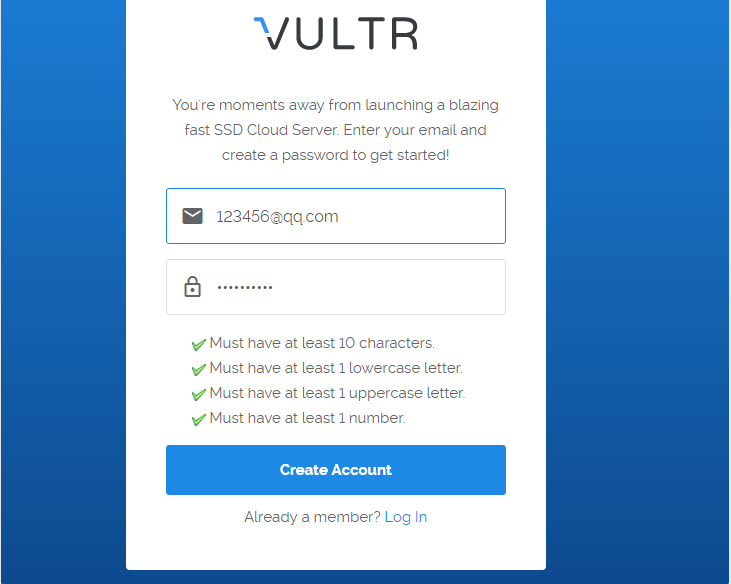 VULTR
You're moments away from launching a blazing
fast SSD Cloud Server. Enter your email and
create a password to get started!
123456@qq.com
••••••••••
Must have at least 10 characters.
Must have at least 1 lowercase letter.
Must have at least 1 uppercase letter.
Must have at least 1 number.
Create Account
Already a member? Log In